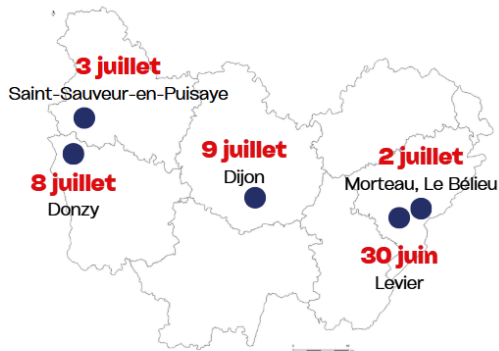 3 juillet
Saint-Sauveur-en-Puisaye
9 juillet
Dijon
2 juillet
Morteau, Le Bélieu
8 juillet
Donzy
30 juin
Levier